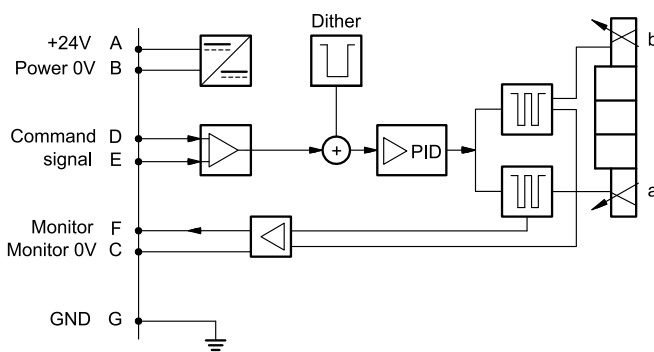 Dither
+24V A
Power 0V B
b
Command D
signal E
PID
a
Monitor F
Monitor 0V C
GND G